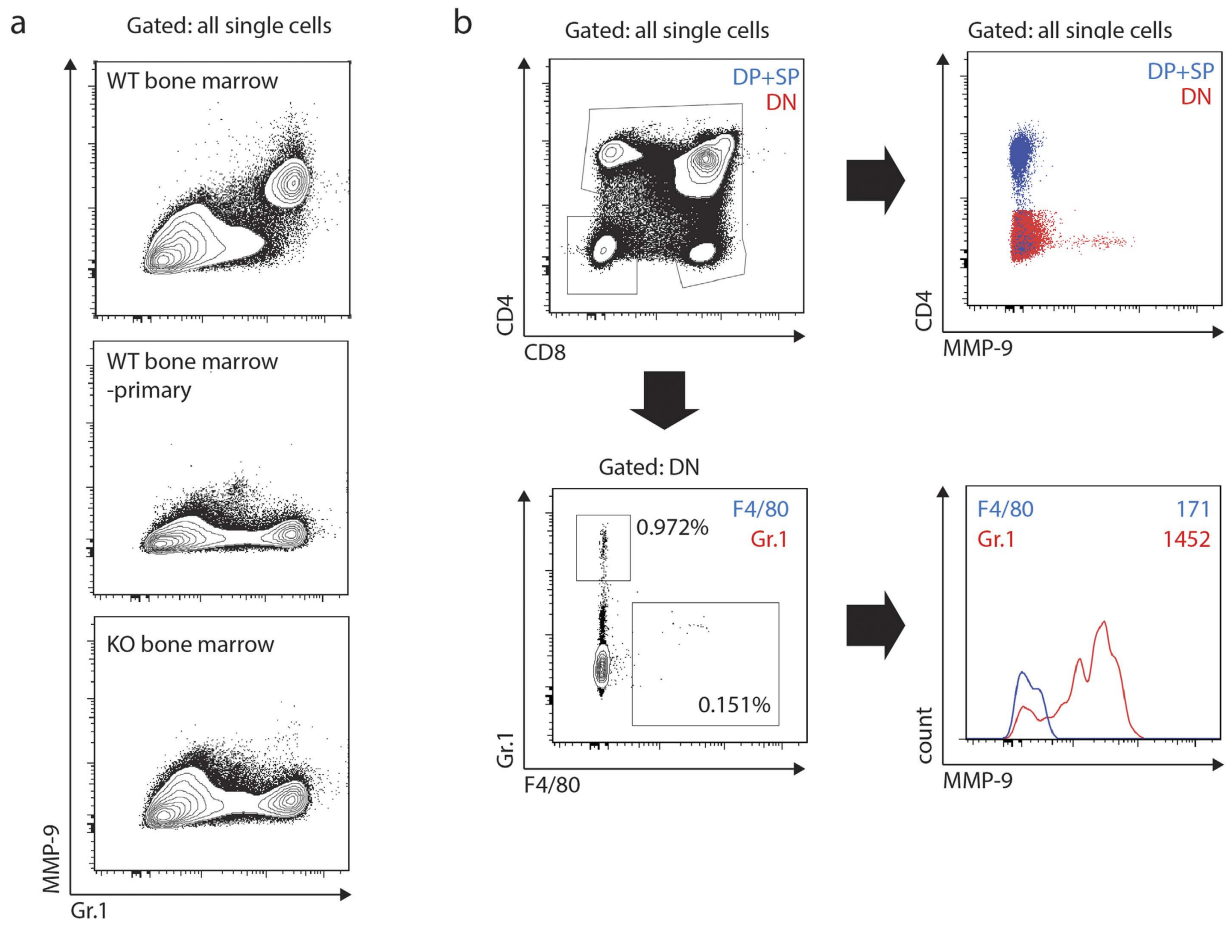 a
Gated: all single cells
WT bone marrow
WT bone marrow
-primary
KO bone marrow
MMP-9
Gr.1
b
Gated: all single cells
DP+SP
DN
CD4
CD8
Gated: all single cells
DP+SP
DN
CD4
MMP-9
Gated: DN
F4/80
Gr.1
0.972%
0.151%
Gr.1
F4/80
F4/80 171
Gr.1 1452
count
MMP-9